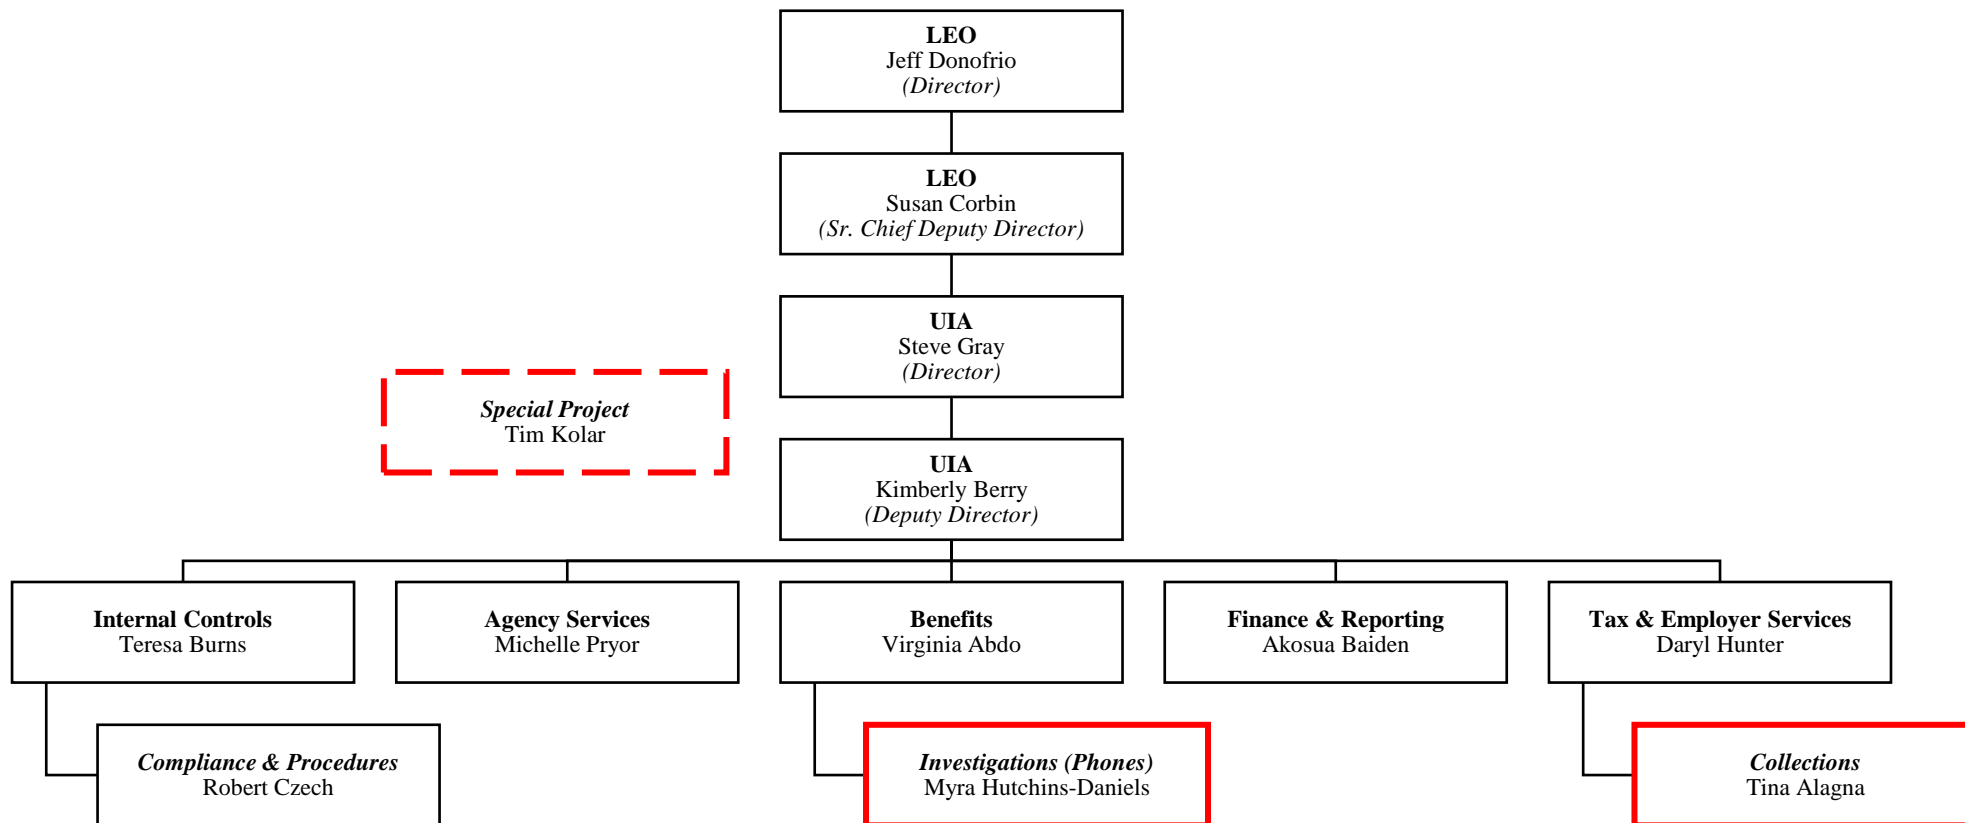 LEO
Jeff Donofrio
(Director)
LEO
Susan Corbin
(Sr. Chief Deputy Director)
UIA
Steve Gray
(Director)
Special Project
Tim Kolar
UIA
Kimberly Berry
(Deputy Director)
Internal Controls
Teresa Burns
Agency Services
Michelle Pryor
Benefits
Virginia Abdo
Finance & Reporting
Akosua Baiden
Tax & Employer Services
Daryl Hunter
Compliance & Procedures
Robert Czech
Investigations (Phones)
Myra Hutchins-Daniels
Collections
Tina Alagna